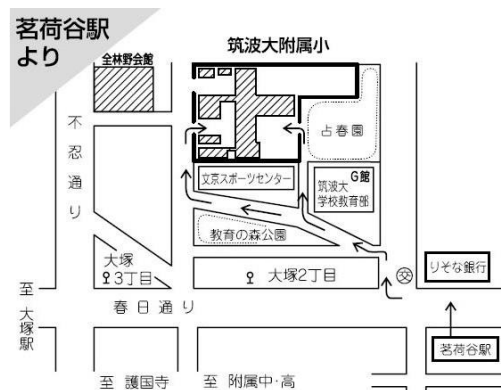 茗荷谷駅
より
筑波大附属小
全林野会館
不忍通り
占春園
文京スポーツセンター
G館
筑波大
学校教育部
教育の森公園
大塚
3丁目
大塚2丁目
交
りそな銀行
至大塚駅
春日通り
茗荷谷駅
至 護国寺
至 附属中・高